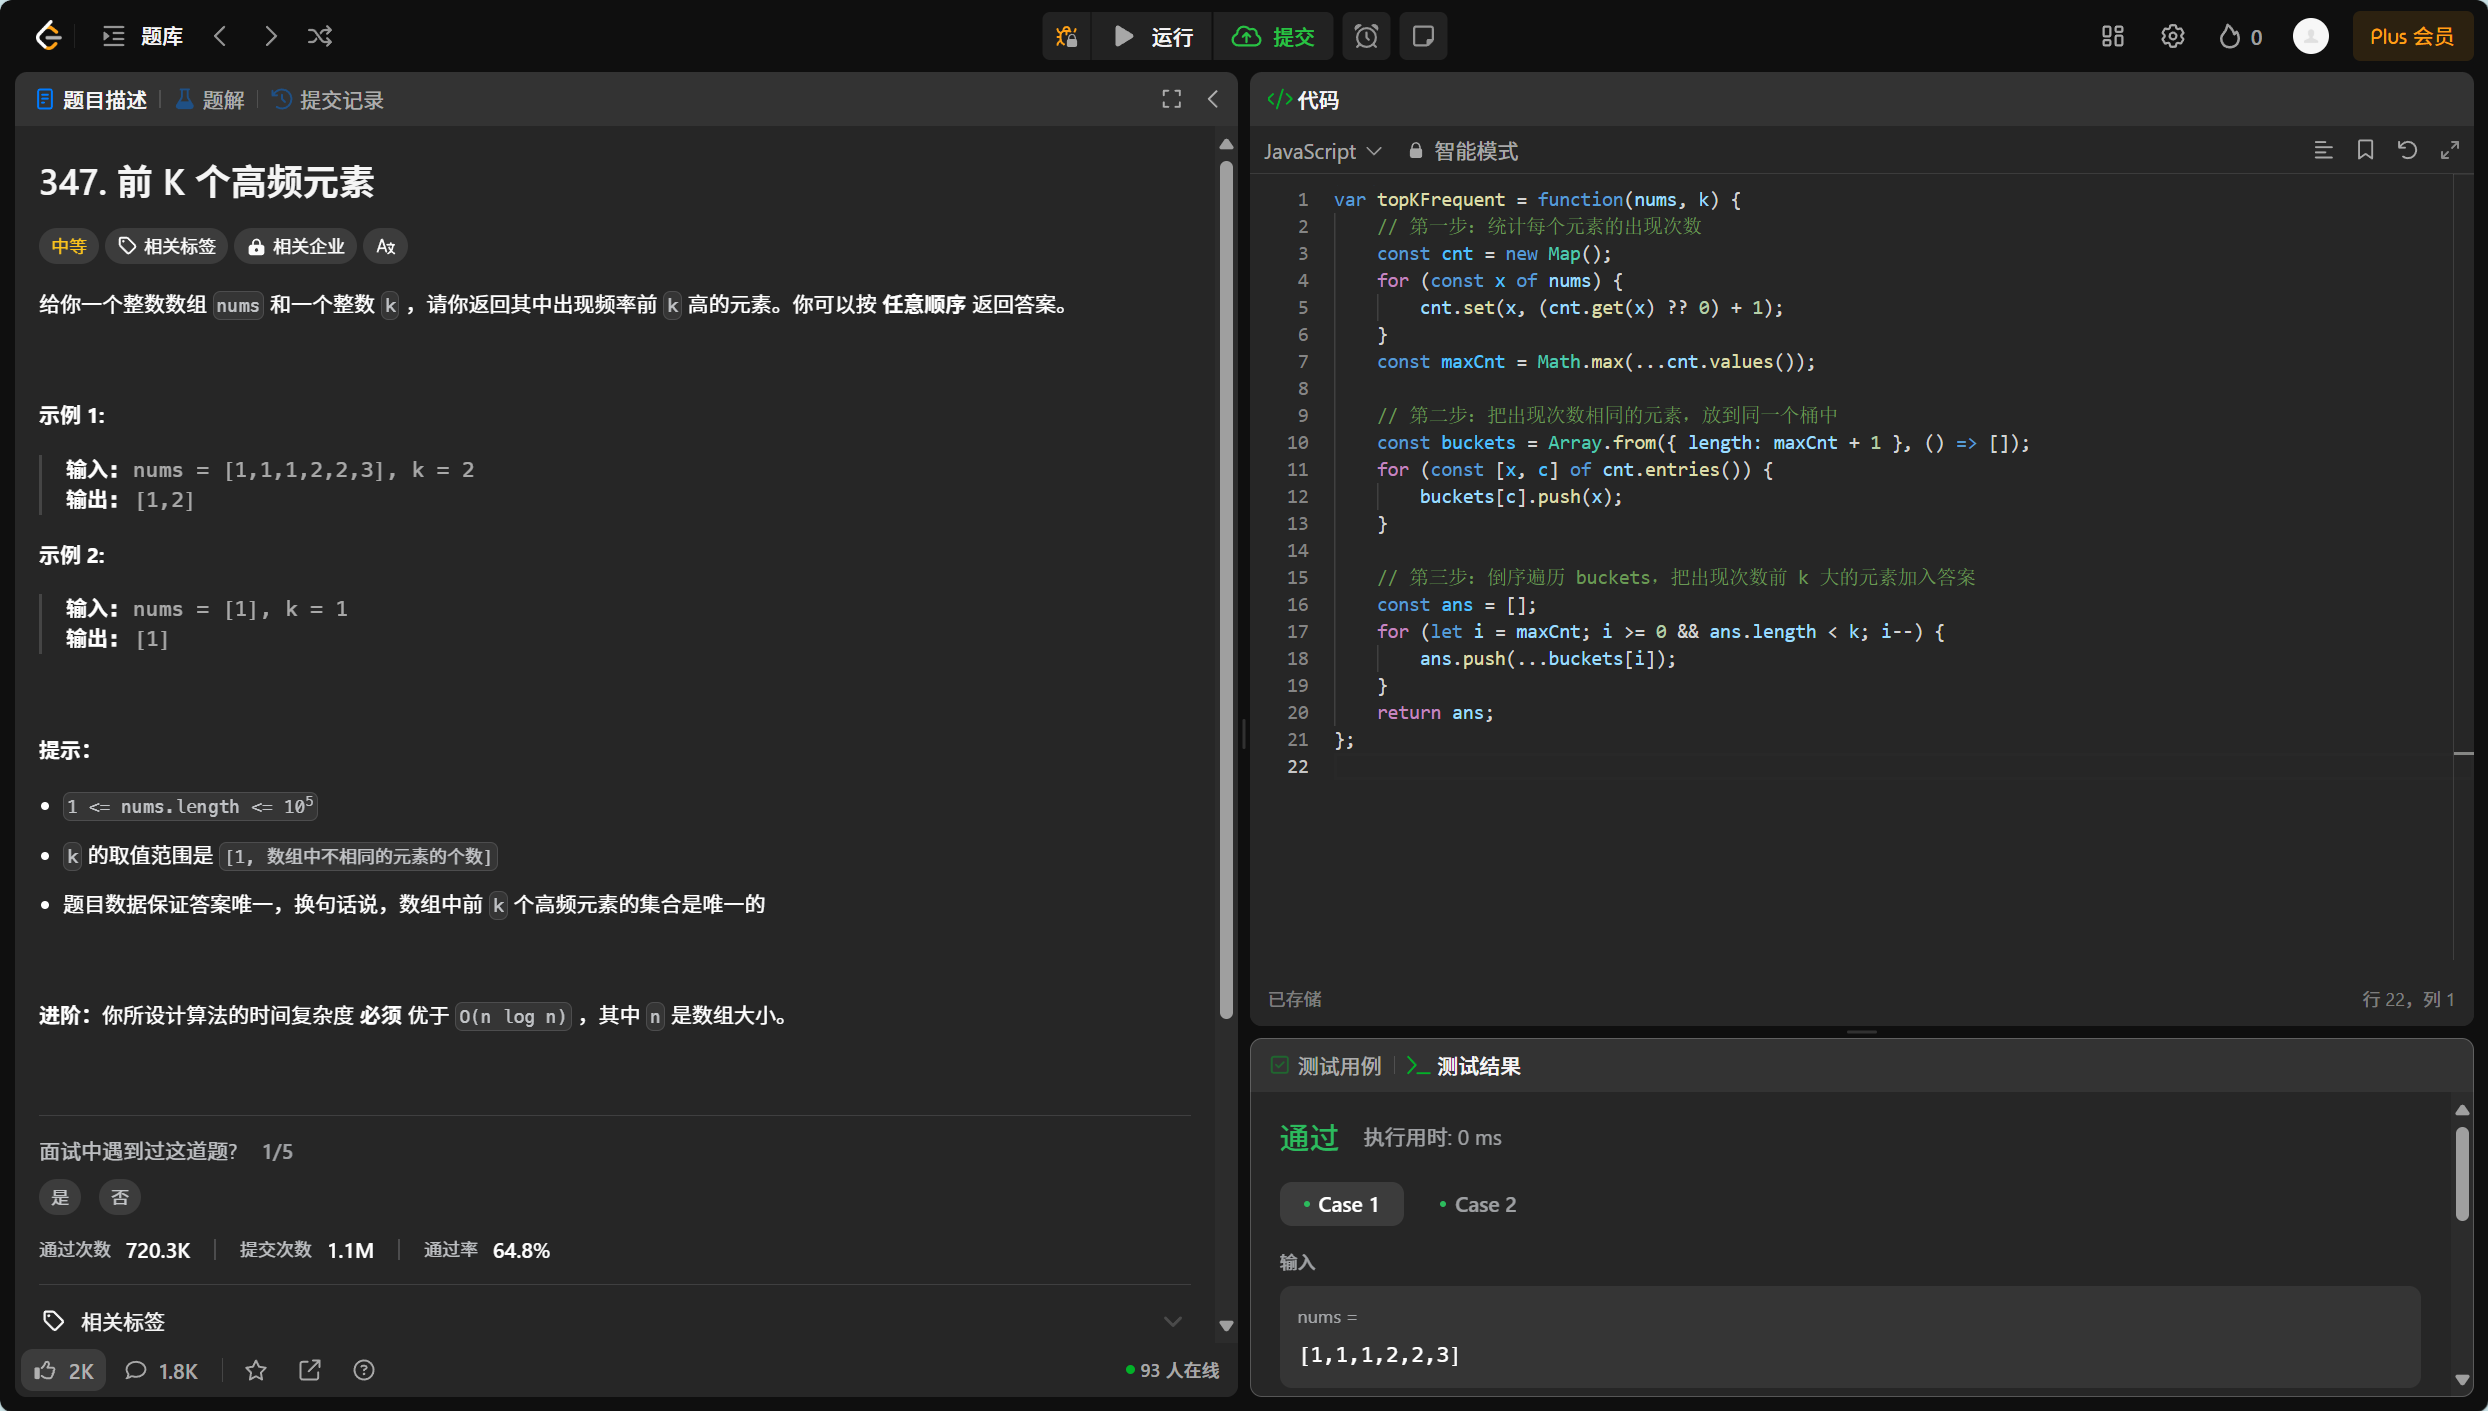 题库
运行
提交
0
Plus 会员
题目描述
题解
提交记录
347. 前 K 个高频元素
中等
相关标签
相关企业
给你一个整数数组 nums 和一个整数 k ，请你返回其中出现频率前 k 高的元素。你可以按 任意顺序 返回答案。
示例 1:
输入: nums = [1,1,1,2,2,3], k = 2
输出: [1,2]
示例 2:
输入: nums = [1], k = 1
输出: [1]
提示：
1 <= nums.length <= 10⁵
k 的取值范围是 [1, 数组中不相同的元素的个数]
题目数据保证答案唯一，换句话说，数组中前 k 个高频元素的集合是唯一的
进阶：你所设计算法的时间复杂度 必须 优于 O(n log n) ，其中 n 是数组大小。
面试中遇到过这道题? 1/5
是
否
通过次数 720.3K
提交次数 1.1M
通过率 64.8%
相关标签
2K
1.8K
93 人在线
</> 代码
JavaScript
智能模式
1 var topKFrequent = function(nums, k) {
2 // 第一步：统计每个元素的出现次数
3 const cnt = new Map();
4 for (const x of nums) {
5 cnt.set(x, (cnt.get(x) ?? 0) + 1);
6 }
7 const maxCnt = Math.max(...cnt.values());
8
9 // 第二步：把出现次数相同的元素，放到同一个桶中
10 const buckets = Array.from({ length: maxCnt + 1 }, () => []);
11 for (const [x, c] of cnt.entries()) {
12 buckets[c].push(x);
13 }
14
15 // 第三步：倒序遍历 buckets，把出现次数前 k 大的元素加入答案
16 const ans = [];
17 for (let i = maxCnt; i >= 0 && ans.length < k; i--) {
18 ans.push(...buckets[i]);
19 }
20 return ans;
21 };
22
已存储
行 22，列 1
测试用例
测试结果
通过
执行用时: 0 ms
Case 1
Case 2
输入
nums =
[1,1,1,2,2,3]